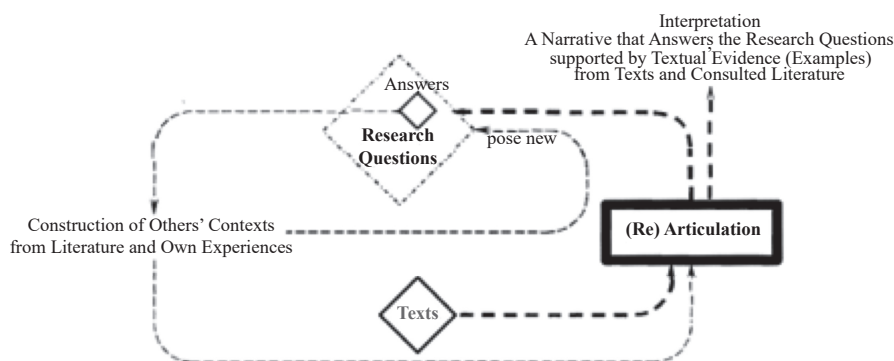 Interpretation
A Narrative that Answers the Research Questions
supported by Textual Evidence (Examples)
from Texts and Consulted Literature
Answers
Research
Questions
pose new
Construction of Others' Contexts
from Literature and Own Experiences
(Re) Articulation
Texts